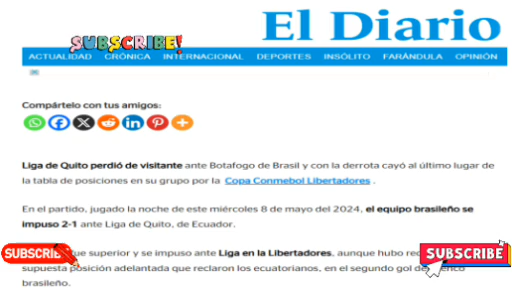 El Diario
SUBSCRIBE!
ACTUALIDAD CRÓNICA INTERNACIONAL DEPORTES INSÓLITO FARÁNDULA OPINIÓN
Compártelo con tus amigos:
Liga de Quito perdió de visitante ante Botafogo de Brasil y con la derrota cayó al último lugar de
la tabla de posiciones en su grupo por la Copa Conmebol Libertadores .
En el partido, jugado la noche de este miércoles 8 de mayo del 2024, el equipo brasileño se
impuso 2-1 ante Liga de Quito, de Ecuador.
SUBSCRIBE ue superior y se impuso ante Liga en la Libertadores, aunque hubo SUBSCRIBE
supuesta posición adelantada que reclaron los ecuatorianos, en el segundo gol de
brasileño.